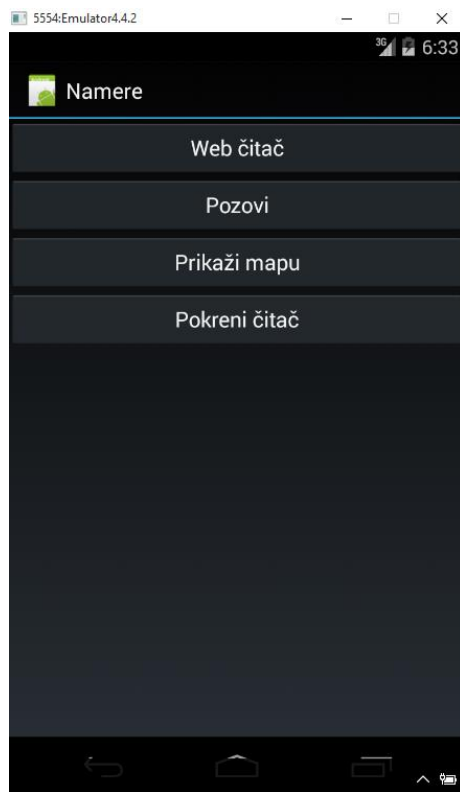 5554:Emulator4.4.2
3G 6:33
Namere
Web čitač
Pozovi
Prikaži mapu
Pokreni čitač